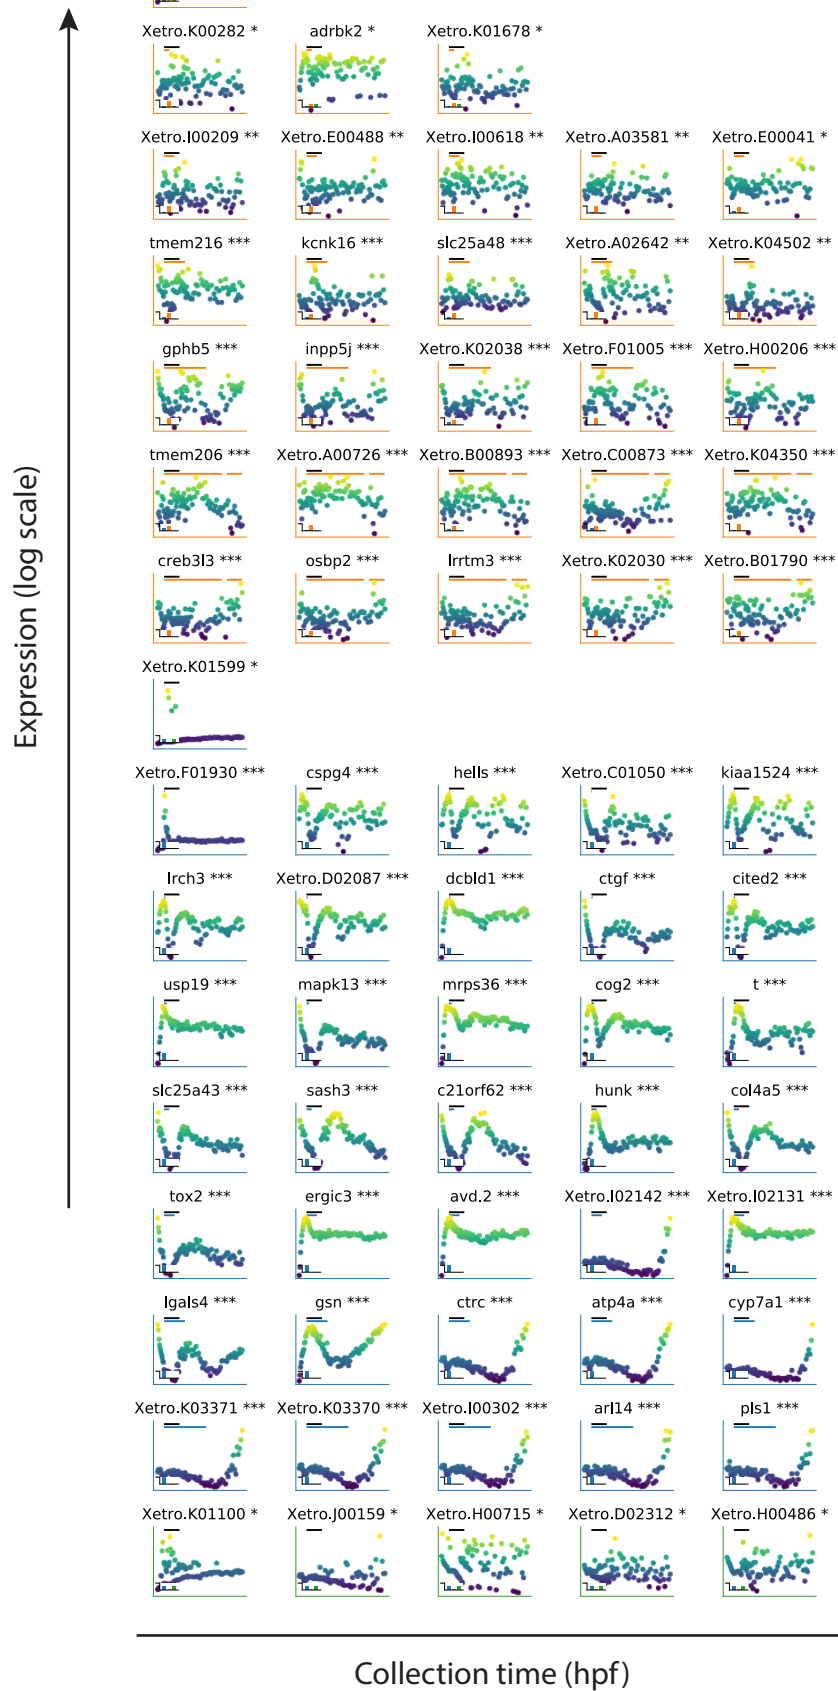 Xetro.K00282 * adrbk2 * Xetro.K01678 *
Xetro.I00209 ** Xetro.E00488 ** Xetro.I00618 ** Xetro.A03581 ** Xetro.E00041 *
tmem216 *** kcnk16 *** slc25a48 *** Xetro.A02642 ** Xetro.K04502 **
gphb5 *** inpp5j *** Xetro.K02038 *** Xetro.F01005 *** Xetro.H00206 ***
tmem206 *** Xetro.A00726 *** Xetro.B00893 *** Xetro.C00873 *** Xetro.K04350 ***
creb3l3 *** osbp2 *** lrrtm3 *** Xetro.K02030 *** Xetro.B01790 ***
Xetro.K01599 *
Xetro.F01930 *** cspg4 *** hells *** Xetro.C01050 *** kiaa1524 ***
lrch3 *** Xetro.D02087 *** dcbld1 *** ctgf *** cited2 ***
usp19 *** mapk13 *** mrps36 *** cog2 *** t ***
slc25a43 *** sash3 *** c21orf62 *** hunk *** col4a5 ***
tox2 *** ergic3 *** avd.2 *** Xetro.I02142 *** Xetro.I02131 ***
lgals4 *** gsn *** ctrc *** atp4a *** cyp7a1 ***
Xetro.K03371 *** Xetro.K03370 *** Xetro.I00302 *** arl14 *** pls1 ***
Xetro.K01100 * Xetro.J00159 * Xetro.H00715 * Xetro.D02312 * Xetro.H00486 *
Expression (log scale)
Collection time (hpf)